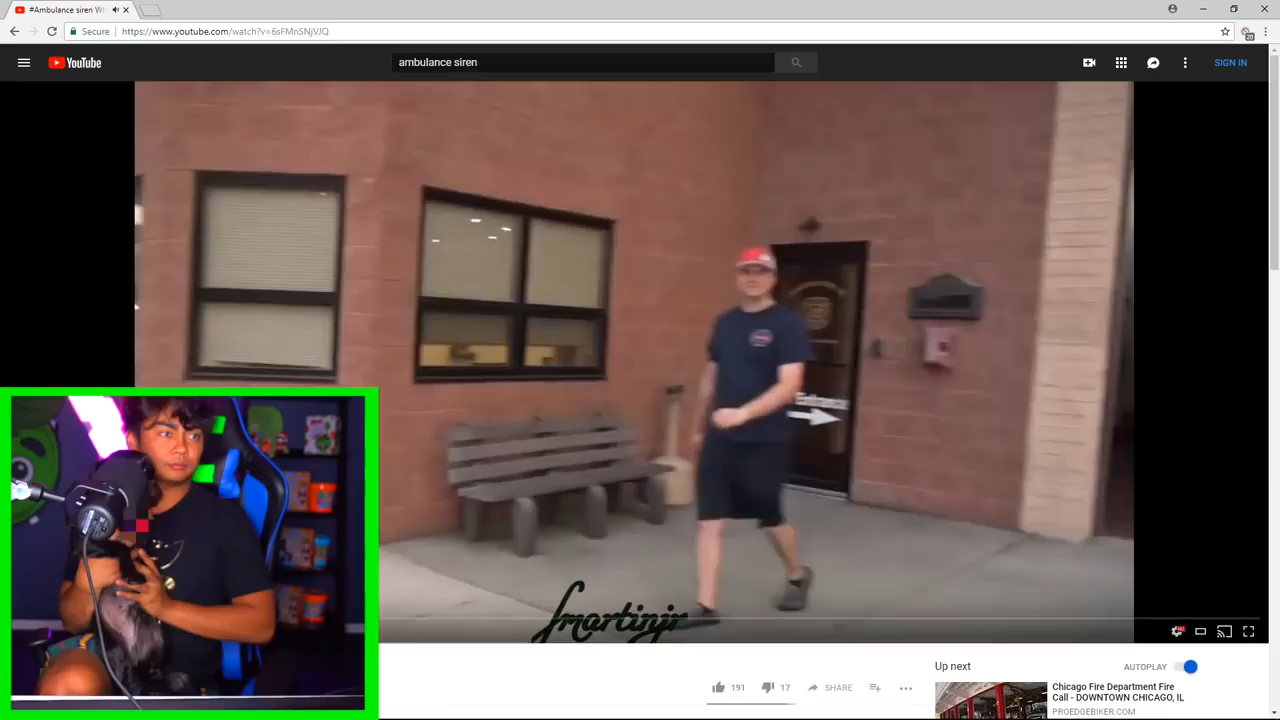 #Ambulance siren W
Secure
https://www.youtube.com/watch?v=6sFMnSNjVJQ
YouTube
ambulance siren
SIGN IN
Entrance
fmartinjr
191
17
SHARE
Up next
AUTOPLAY
Chicago Fire Department Fire
Call - DOWNTOWN CHICAGO, IL
PROEDGEBIKER.COM